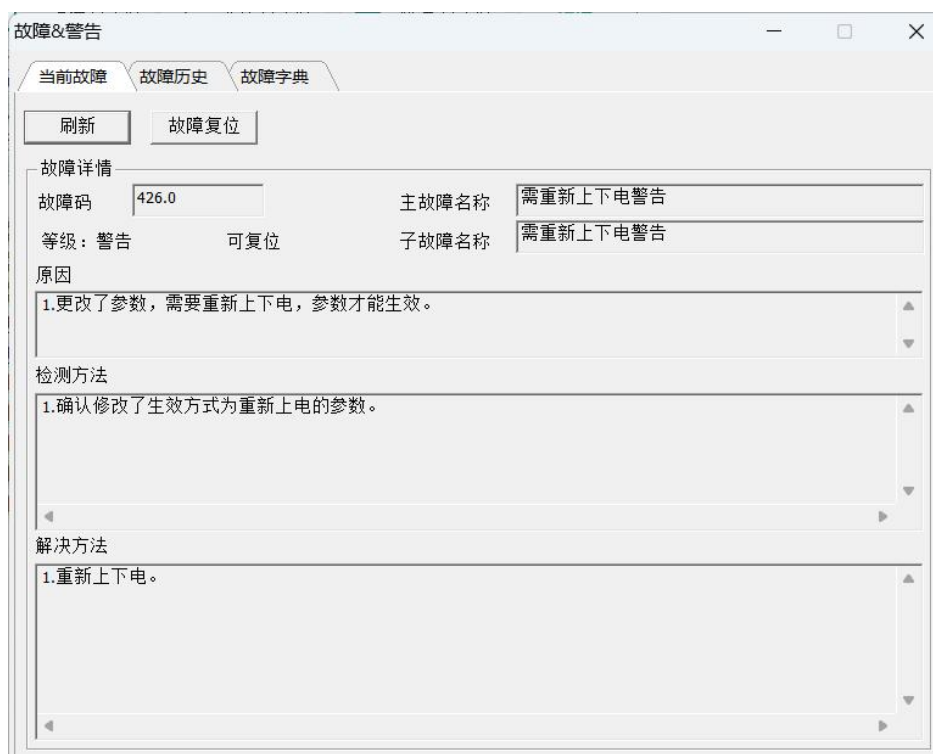 故障&警告
当前故障 故障历史 故障字典
刷新 故障复位
故障详情
故障码 426.0 主故障名称 需重新上下电警告
等级：警告 可复位 子故障名称 需重新上下电警告
原因
1.更改了参数，需要重新上下电，参数才能生效。
检测方法
1.确认修改了生效方式为重新上电的参数。
解决方法
1.重新上下电。